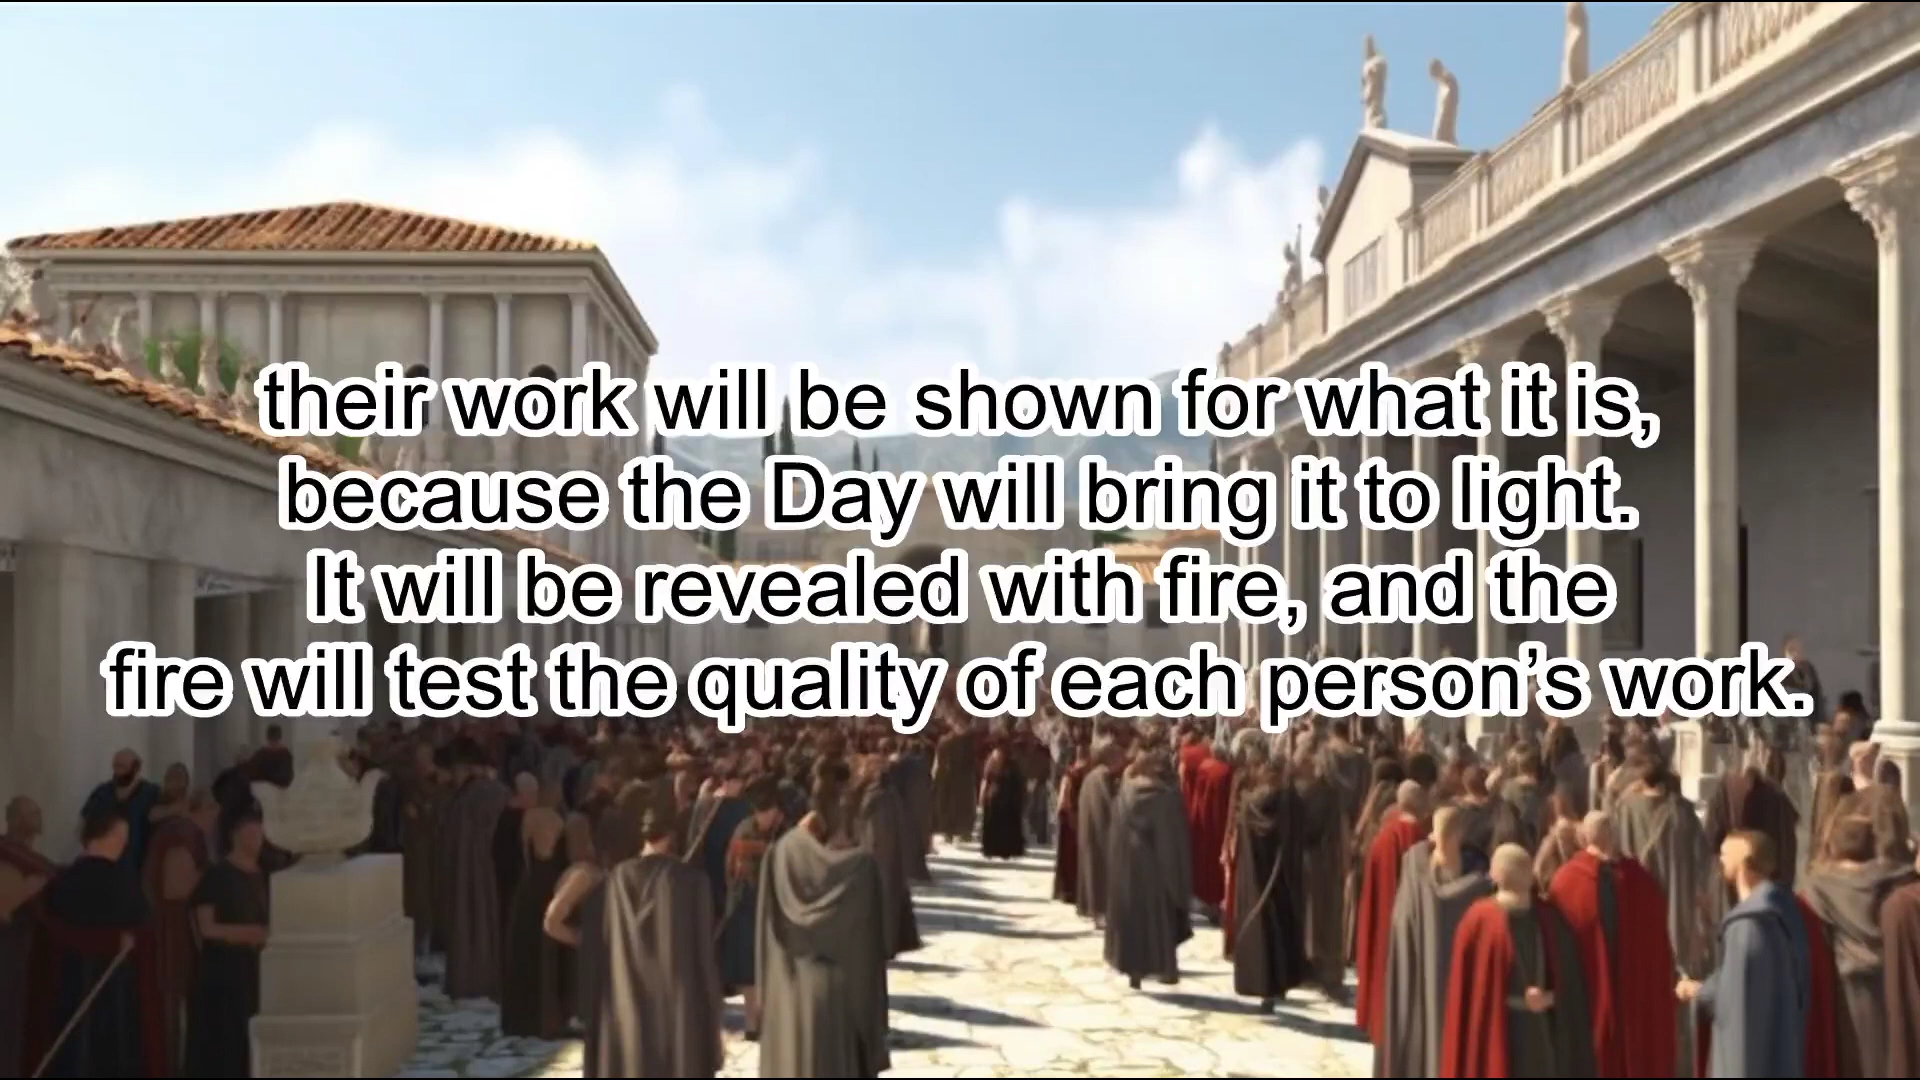 their work will be shown for what it is,
because the Day will bring it to light.
It will be revealed with fire, and the
fire will test the quality of each person’s work.